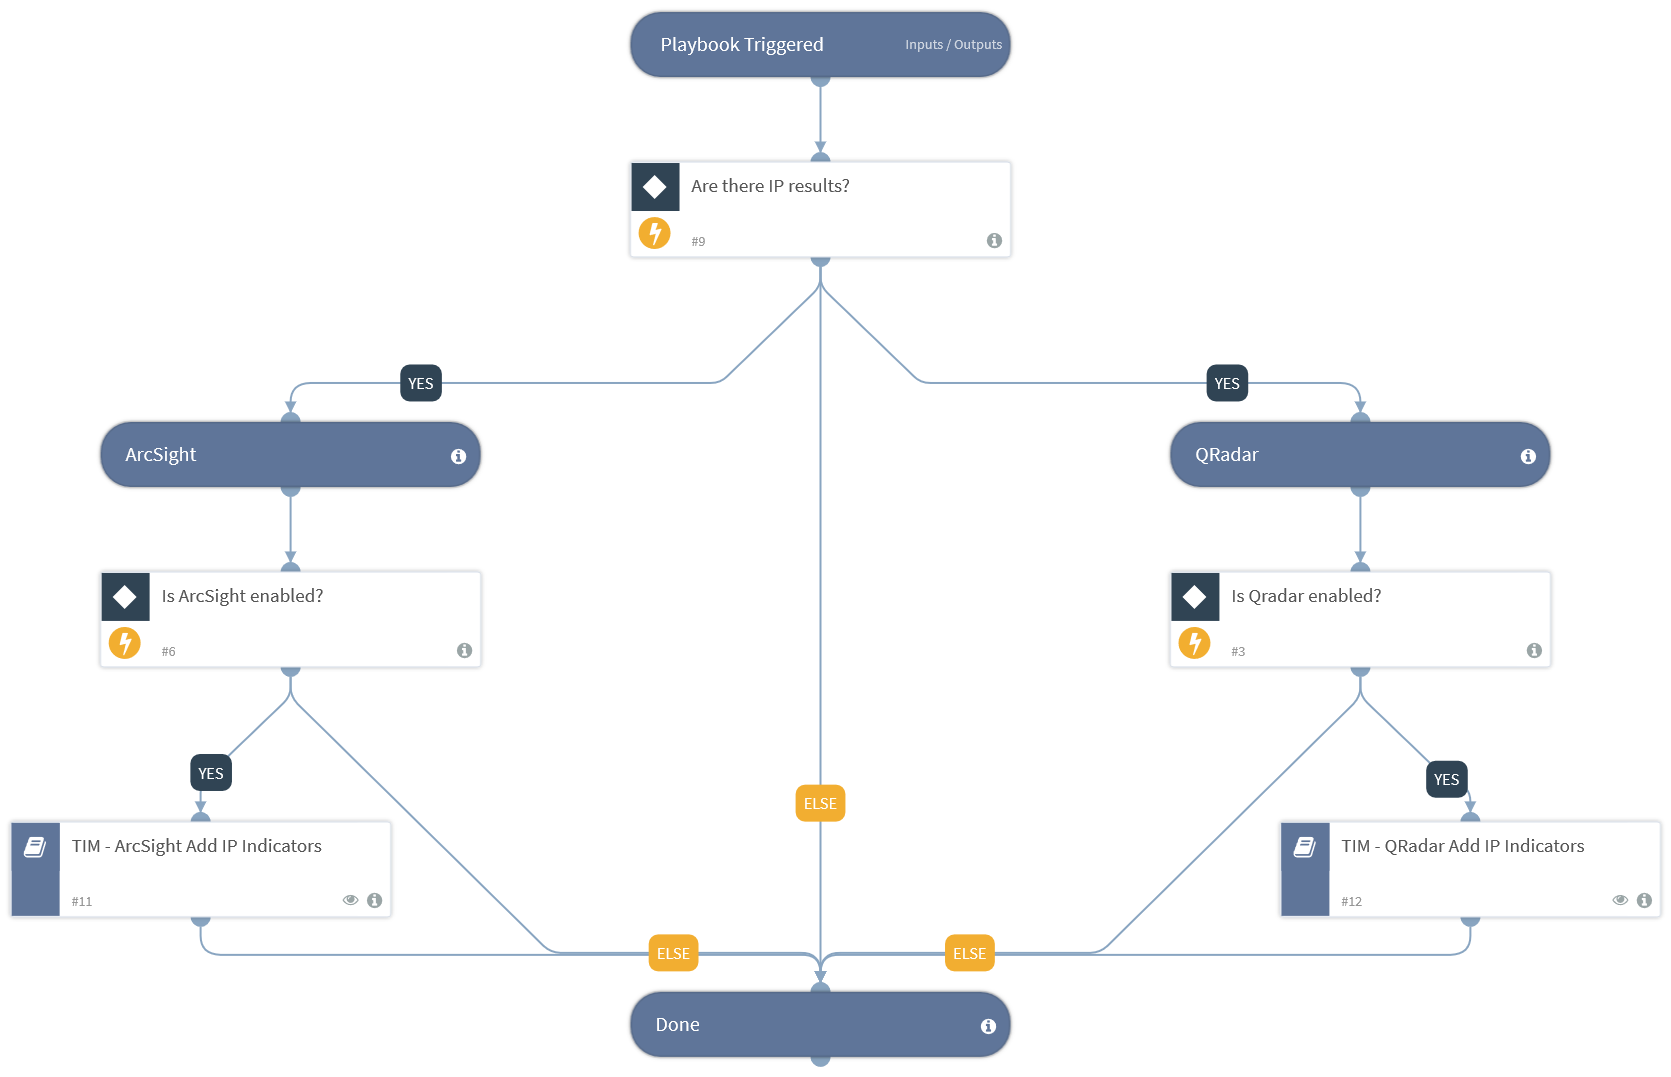 Playbook Triggered
Inputs / Outputs
Are there IP results?
#9
YES
YES
ArcSight
QRadar
Is ArcSight enabled?
#6
Is Qradar enabled?
#3
YES
YES
ELSE
TIM - ArcSight Add IP Indicators
#11
TIM - QRadar Add IP Indicators
#12
ELSE
ELSE
Done